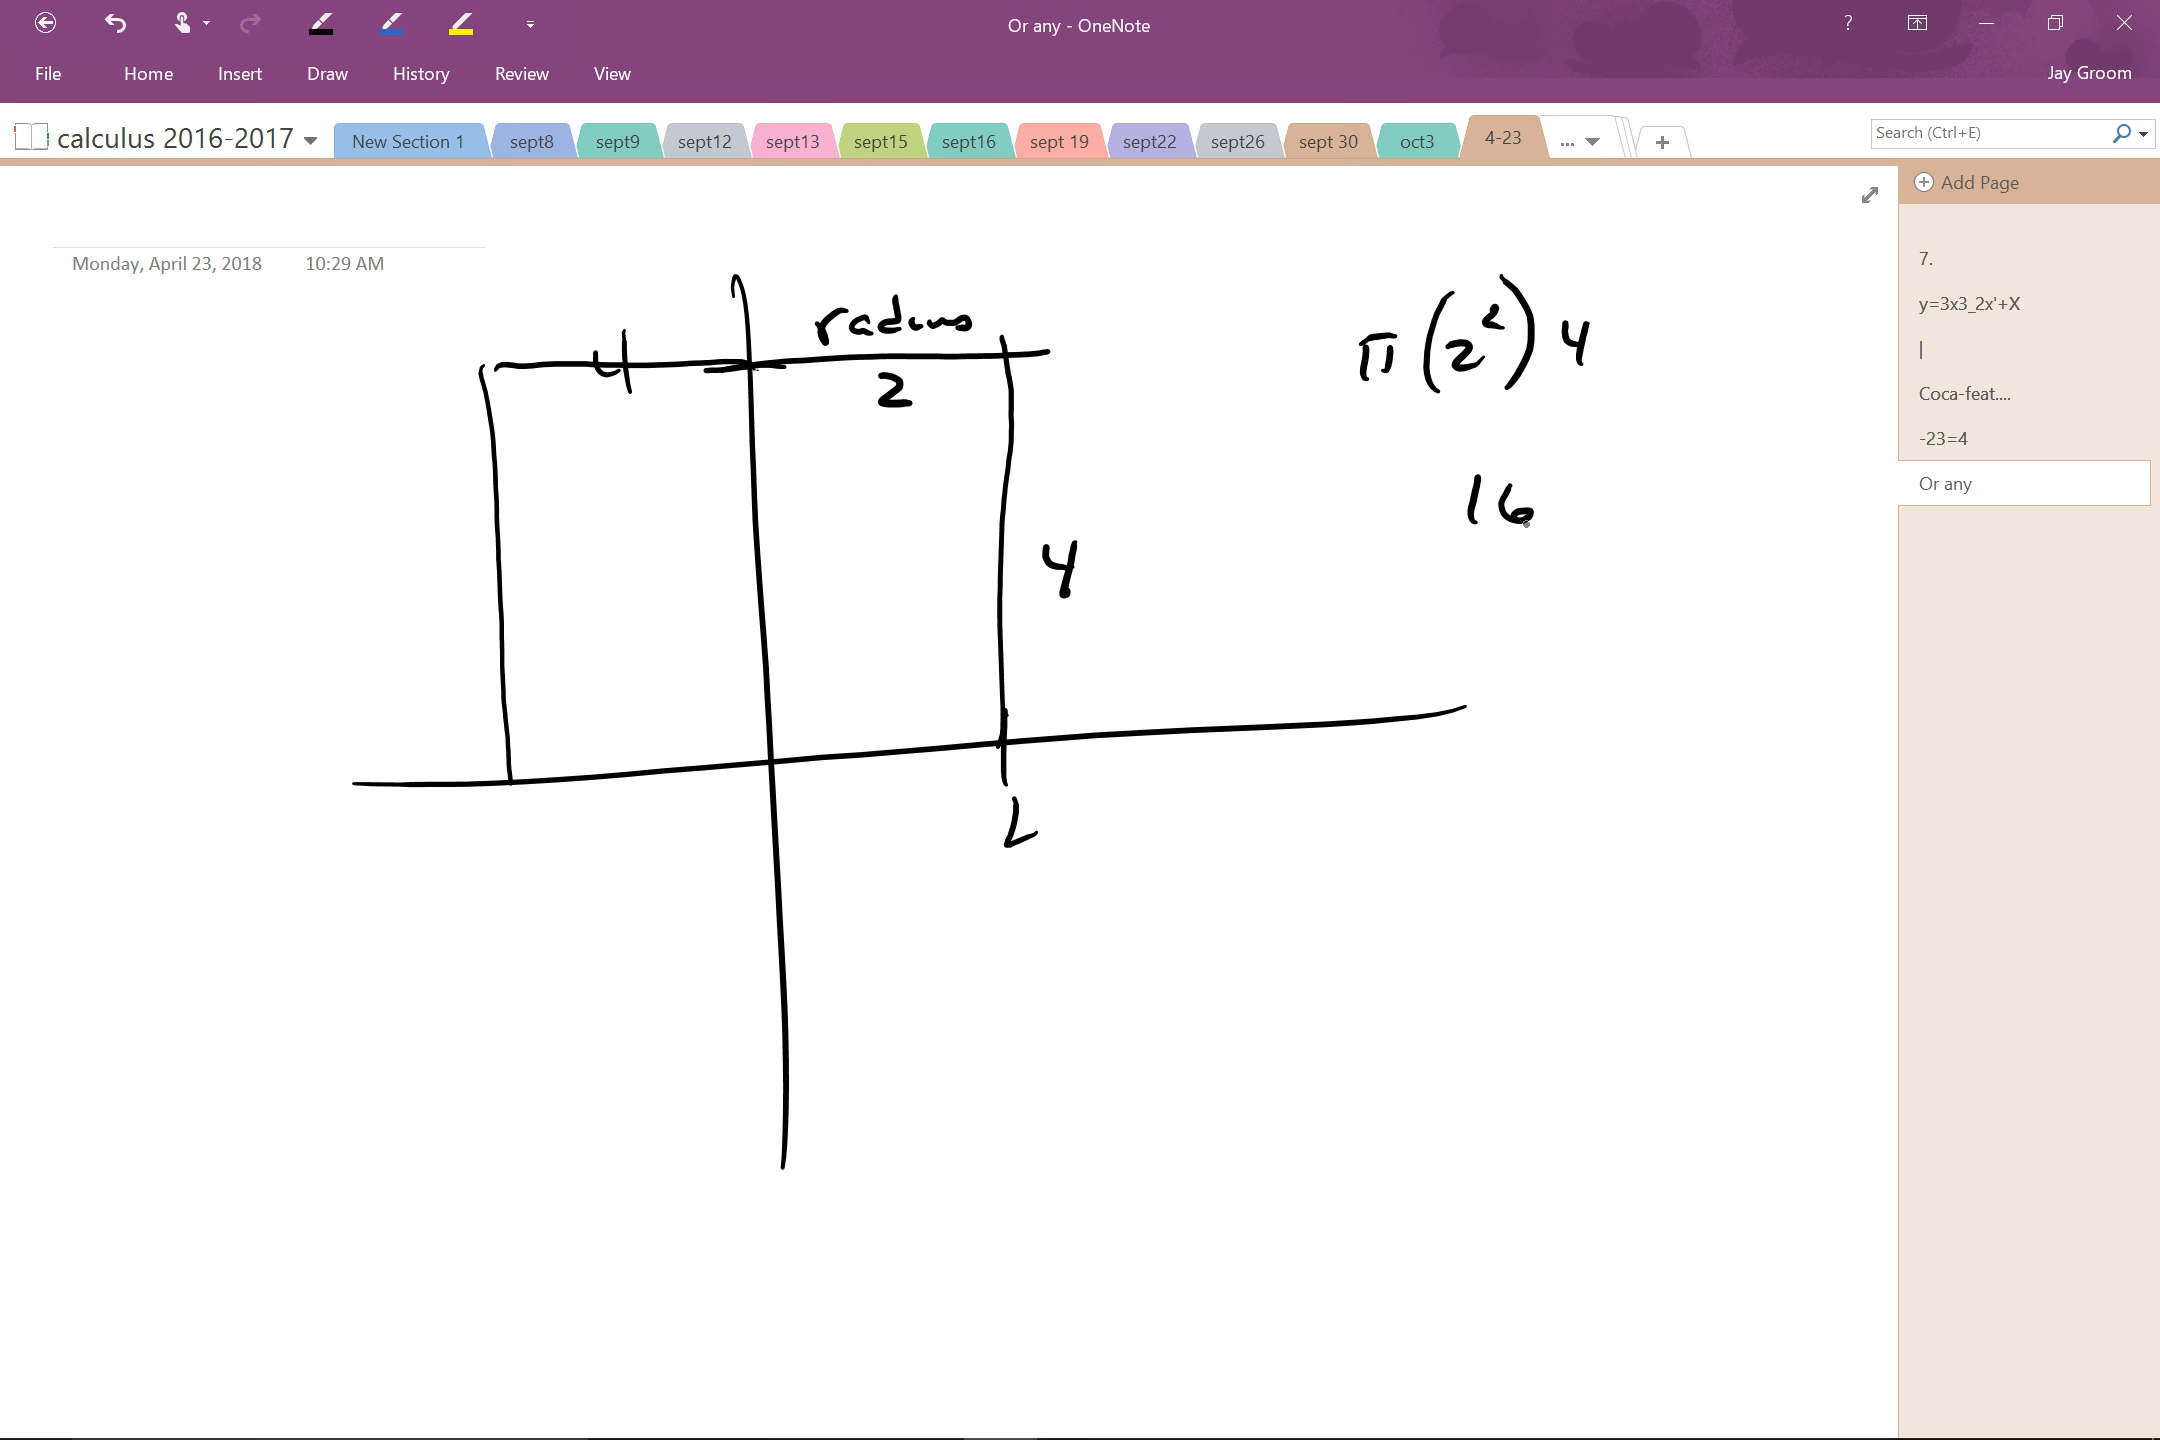 Or any - OneNote
?
File Home Insert Draw History Review View
Jay Groom
calculus 2016-2017
New Section 1 sept8 sept9 sept12 sept13 sept15 sept16 sept 19 sept22 sept26 sept 30 oct3 4-23 ...
Search (Ctrl+E)
Add Page
Monday, April 23, 2018 10:29 AM
7.
y=3x3_2x'+X
|
Coca-feat....
-23=4
Or any
radius
4
2
π (2²) 4
16
4
2